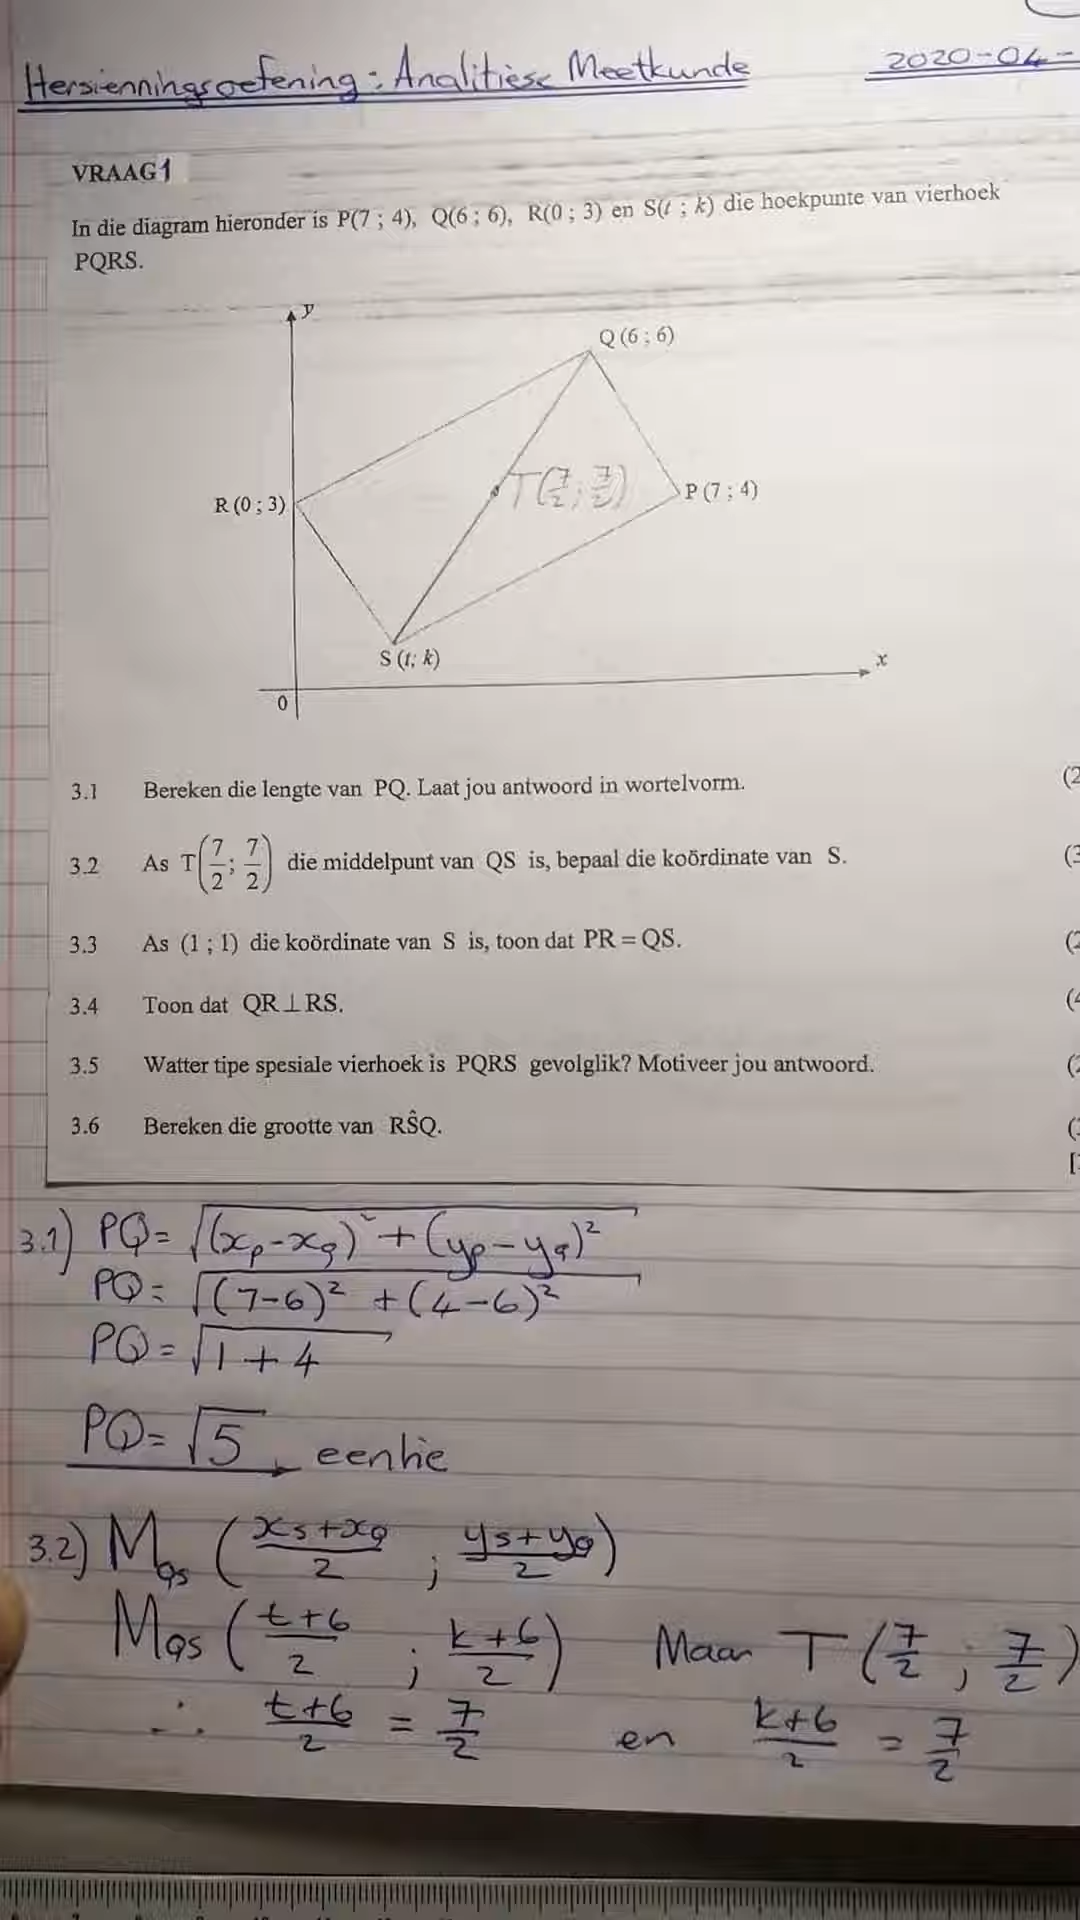 Hersienningsoefening: Analitiese Meetkunde 2020-04-
VRAAG 1
In die diagram hieronder is P(7 ; 4), Q(6 ; 6), R(0 ; 3) en S(t ; k) die hoekpunte van vierhoek
PQRS.
y
Q (6 ; 6)
T(7/2 ; 7/2)
R (0 ; 3)
P (7 ; 4)
S (t; k)
x
0
3.1 Bereken die lengte van PQ. Laat jou antwoord in wortelvorm. (2
3.2 As T(7/2 ; 7/2) die middelpunt van QS is, bepaal die koördinate van S. (3
3.3 As (1 ; 1) die koördinate van S is, toon dat PR = QS. (2
3.4 Toon dat QR ⊥ RS. (4
3.5 Watter tipe spesiale vierhoek is PQRS gevolglik? Motiveer jou antwoord. (2
3.6 Bereken die grootte van RŜQ. (
[
3.1) PQ = √((xp - xq)² + (yp - yq)²)
PQ = √((7-6)² + (4-6)²)
PQ = √(1 + 4)
PQ = √5 eenhie
3.2) MQS (xs + xQ/2 ; ys + yQ/2)
MQS (t+6/2 ; k+6/2) Maar T (7/2 ; 7/2)
∴ t+6/2 = 7/2 en k+6/2 = 7/2